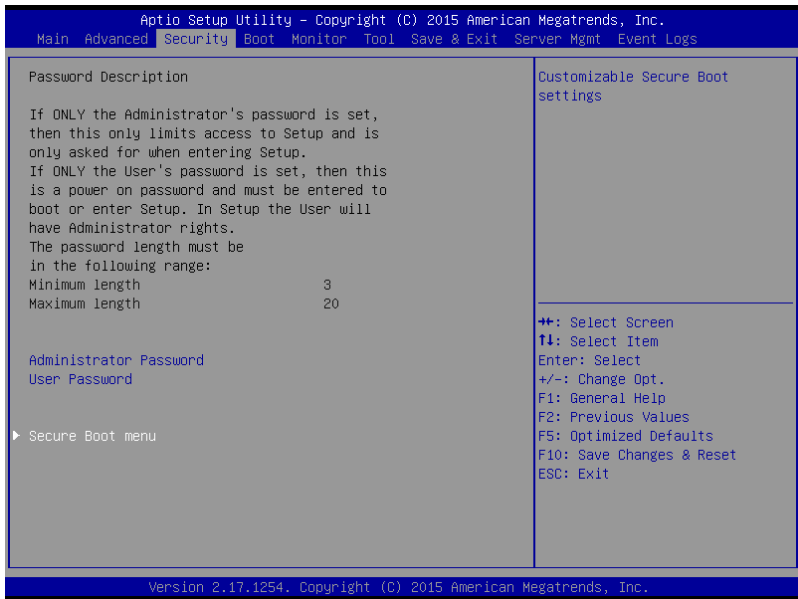 Aptio Setup Utility – Copyright (C) 2015 American Megatrends, Inc.
Main Advanced Security Boot Monitor Tool Save & Exit Server Mgmt Event Logs
Password Description
If ONLY the Administrator's password is set,
then this only limits access to Setup and is
only asked for when entering Setup.
If ONLY the User's password is set, then this
is a power on password and must be entered to
boot or enter Setup. In Setup the User will
have Administrator rights.
The password length must be
in the following range:
Minimum length 3
Maximum length 20
Administrator Password
User Password
Secure Boot menu
Customizable Secure Boot
settings
→←: Select Screen
↑↓: Select Item
Enter: Select
+/-: Change Opt.
F1: General Help
F2: Previous Values
F5: Optimized Defaults
F10: Save Changes & Reset
ESC: Exit
Version 2.17.1254. Copyright (C) 2015 American Megatrends, Inc.